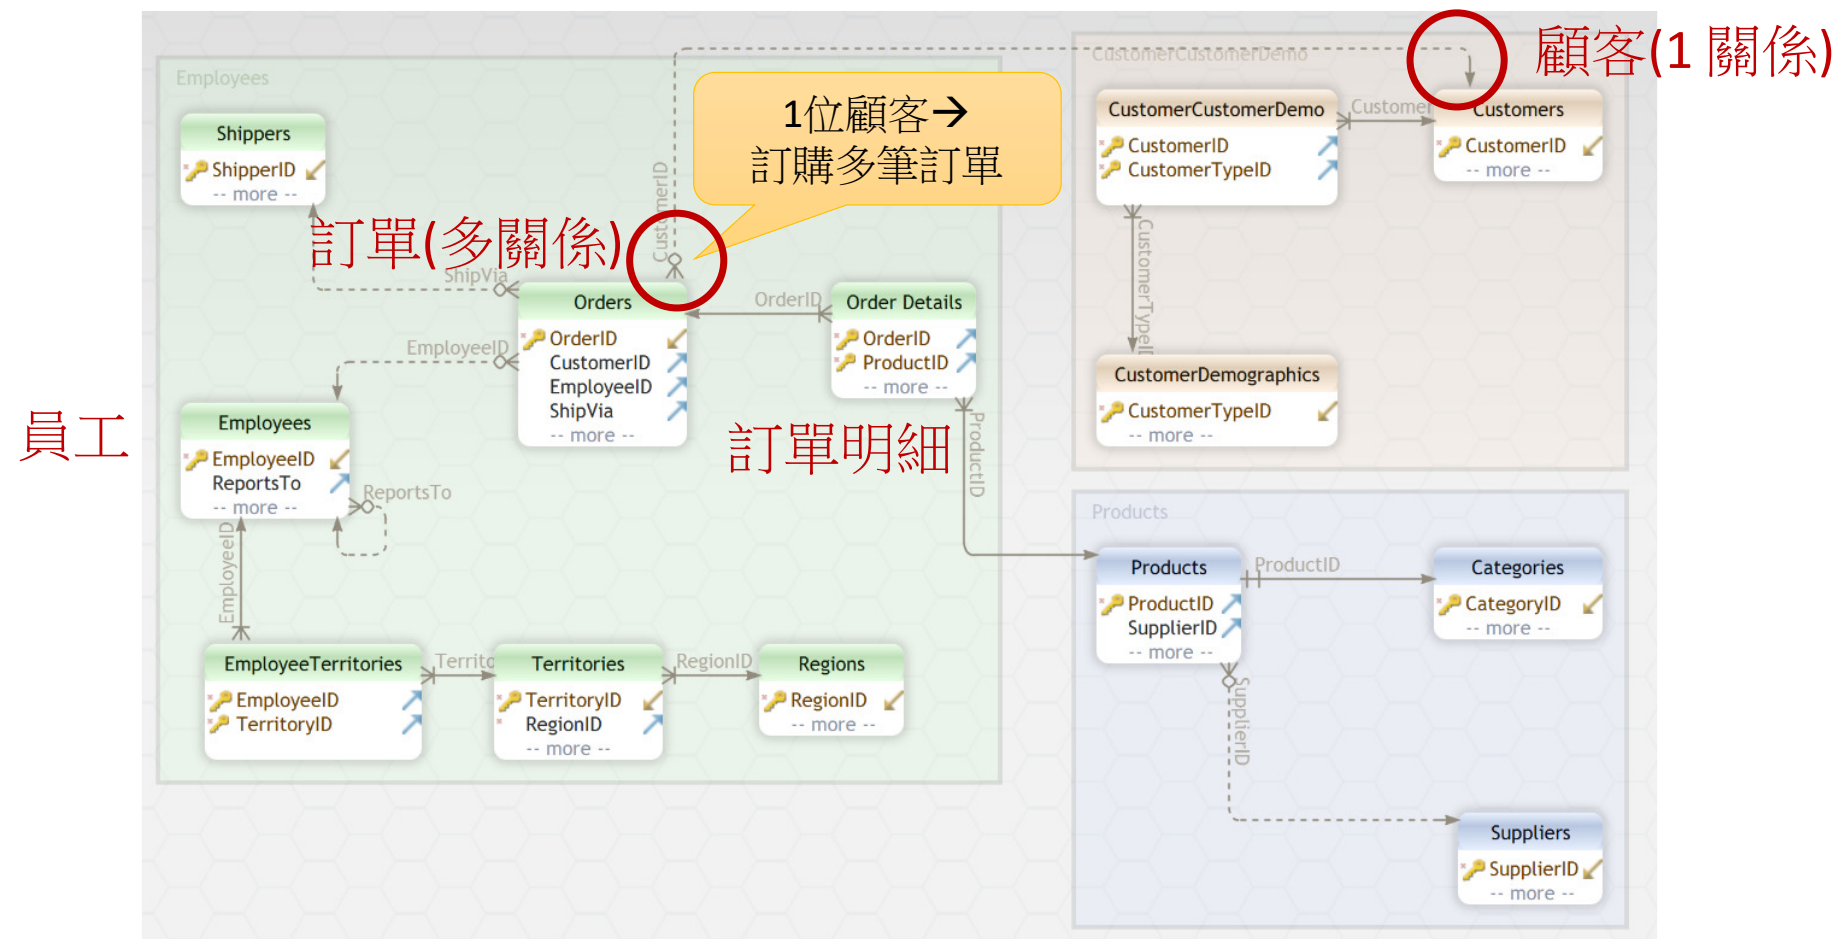 Employees
CustomerCustomerDemo
顧客(1 關係)
1位顧客→
訂購多筆訂單
Shippers
ShipperID
-- more --
CustomerID
訂單(多關係)
ShipVia
CustomerCustomerDemo
CustomerID
CustomerTypeID
Customer
Customers
CustomerID
-- more --
CustomerTypeID
Orders
OrderID
CustomerID
EmployeeID
ShipVia
-- more --
OrderID
Order Details
OrderID
ProductID
-- more --
EmployeeID
CustomerDemographics
CustomerTypeID
-- more --
員工
Employees
EmployeeID
ReportsTo
-- more --
ReportsTo
訂單明細
ProductID
EmployeeID
Products
Products
ProductID
SupplierID
-- more --
ProductID
Categories
CategoryID
-- more --
EmployeeTerritories
EmployeeID
TerritoryID
Territo
Territories
TerritoryID
RegionID
-- more --
RegionID
Regions
RegionID
-- more --
SupplierID
Suppliers
SupplierID
-- more --